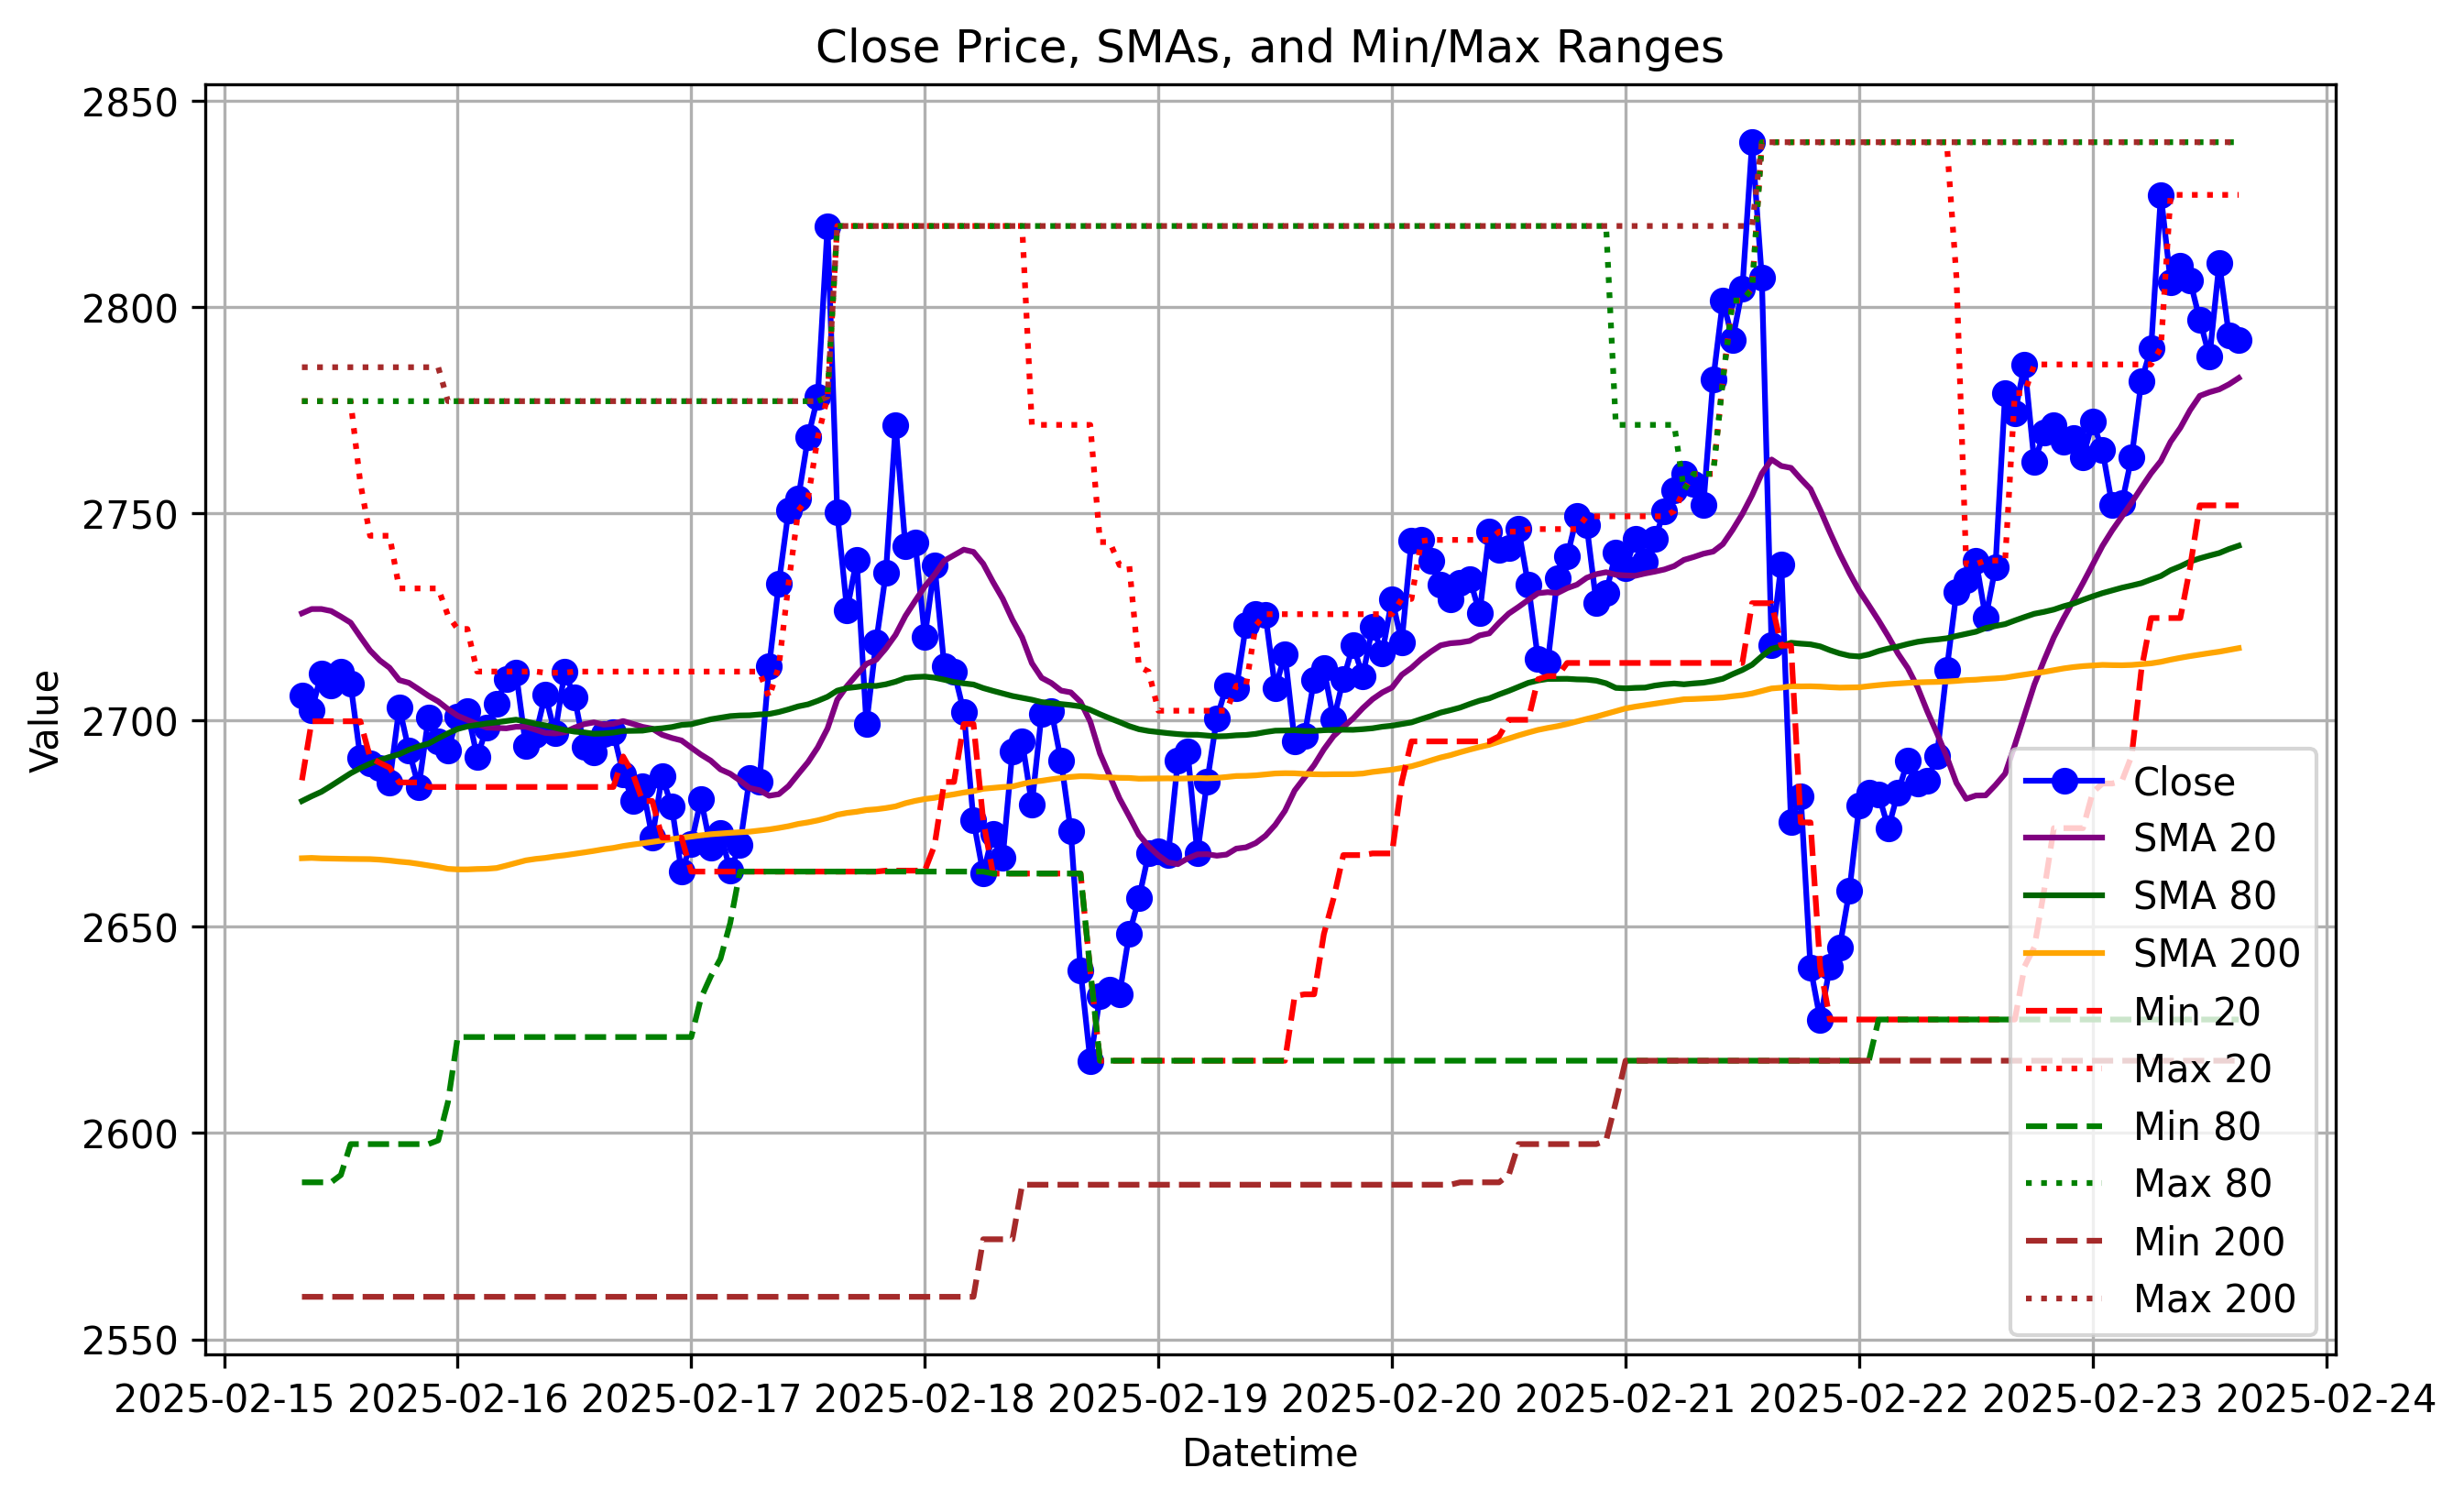 Close Price, SMAs, and Min/Max Ranges
2850
2800
2750
2700
2650
2600
2550
Value
Close
SMA 20
SMA 80
SMA 200
Min 20
Max 20
Min 80
Max 80
Min 200
Max 200
2025-02-15 2025-02-16 2025-02-17 2025-02-18 2025-02-19 2025-02-20 2025-02-21 2025-02-22 2025-02-23 2025-02-24
Datetime